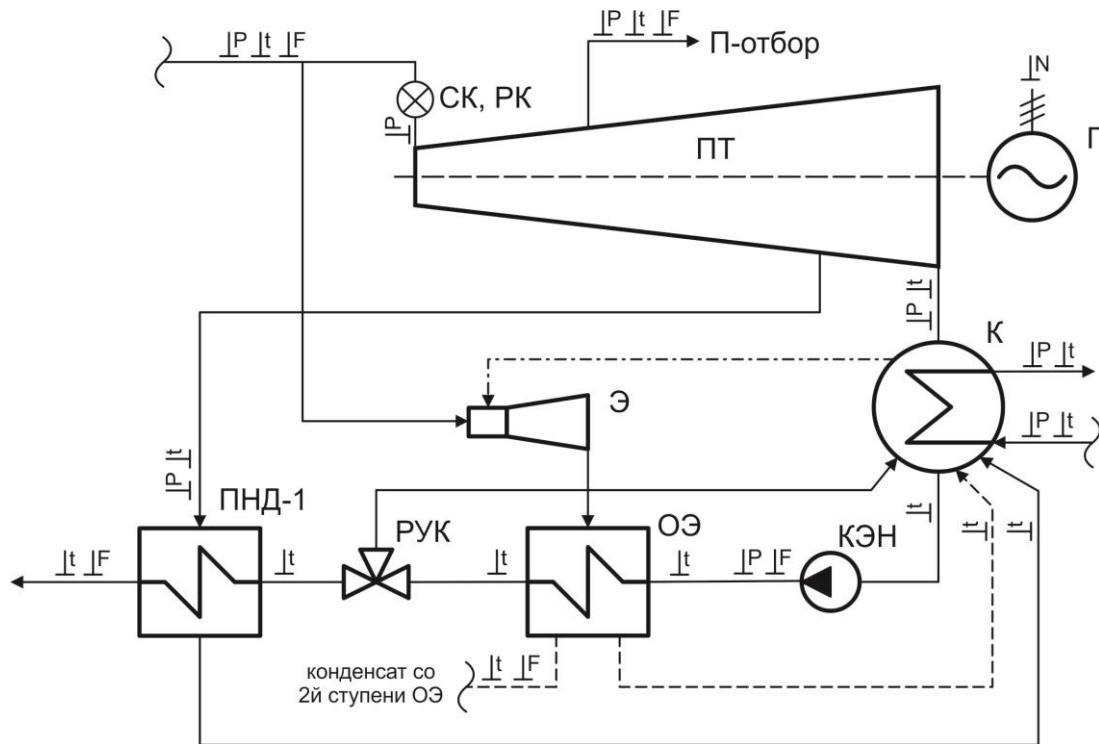 P t F
P t F
П-отбор
СК, РК
P
N
ПТ
Г
P t
К
P t
P t
Э
P t
ПНД-1
РУК
ОЭ
КЭН
t
t
t
t F
t
t
t
P F
конденсат со
2й ступени ОЭ
t F